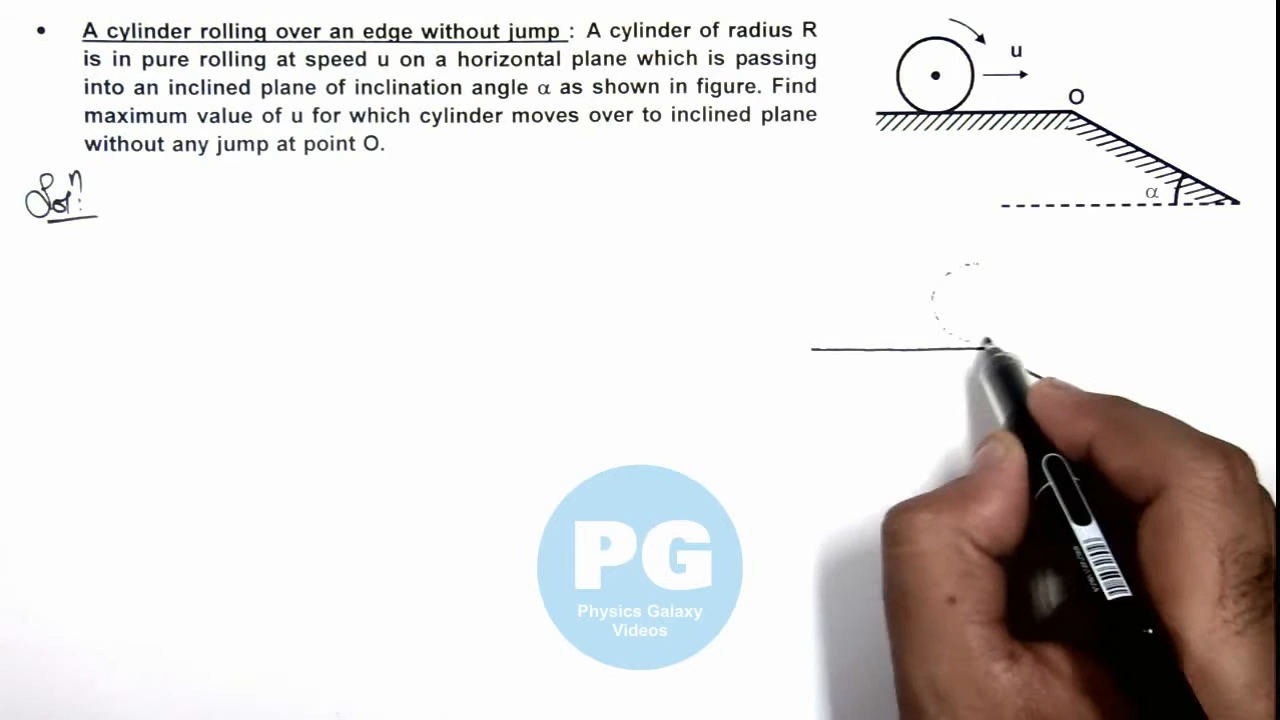 • A cylinder rolling over an edge without jump : A cylinder of radius R
is in pure rolling at speed u on a horizontal plane which is passing
into an inclined plane of inclination angle α as shown in figure. Find
maximum value of u for which cylinder moves over to inclined plane
without any jump at point O.
u
O
α
Solⁿ:
PG
Physics Galaxy
Videos